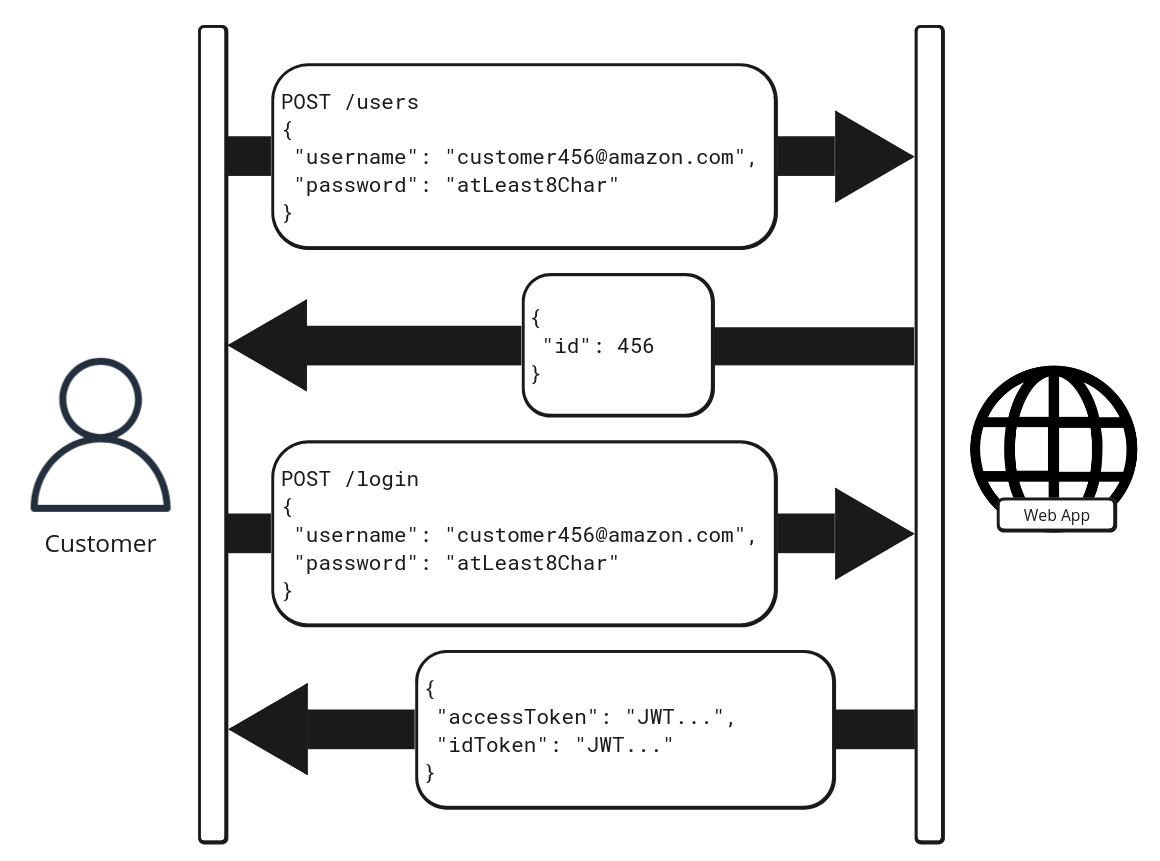 POST /users
{
"username": "customer456@amazon.com",
"password": "atLeast8Char"
}
{
"id": 456
}
Customer
Web App
POST /login
{
"username": "customer456@amazon.com",
"password": "atLeast8Char"
}
{
"accessToken": "JWT...",
"idToken": "JWT..."
}